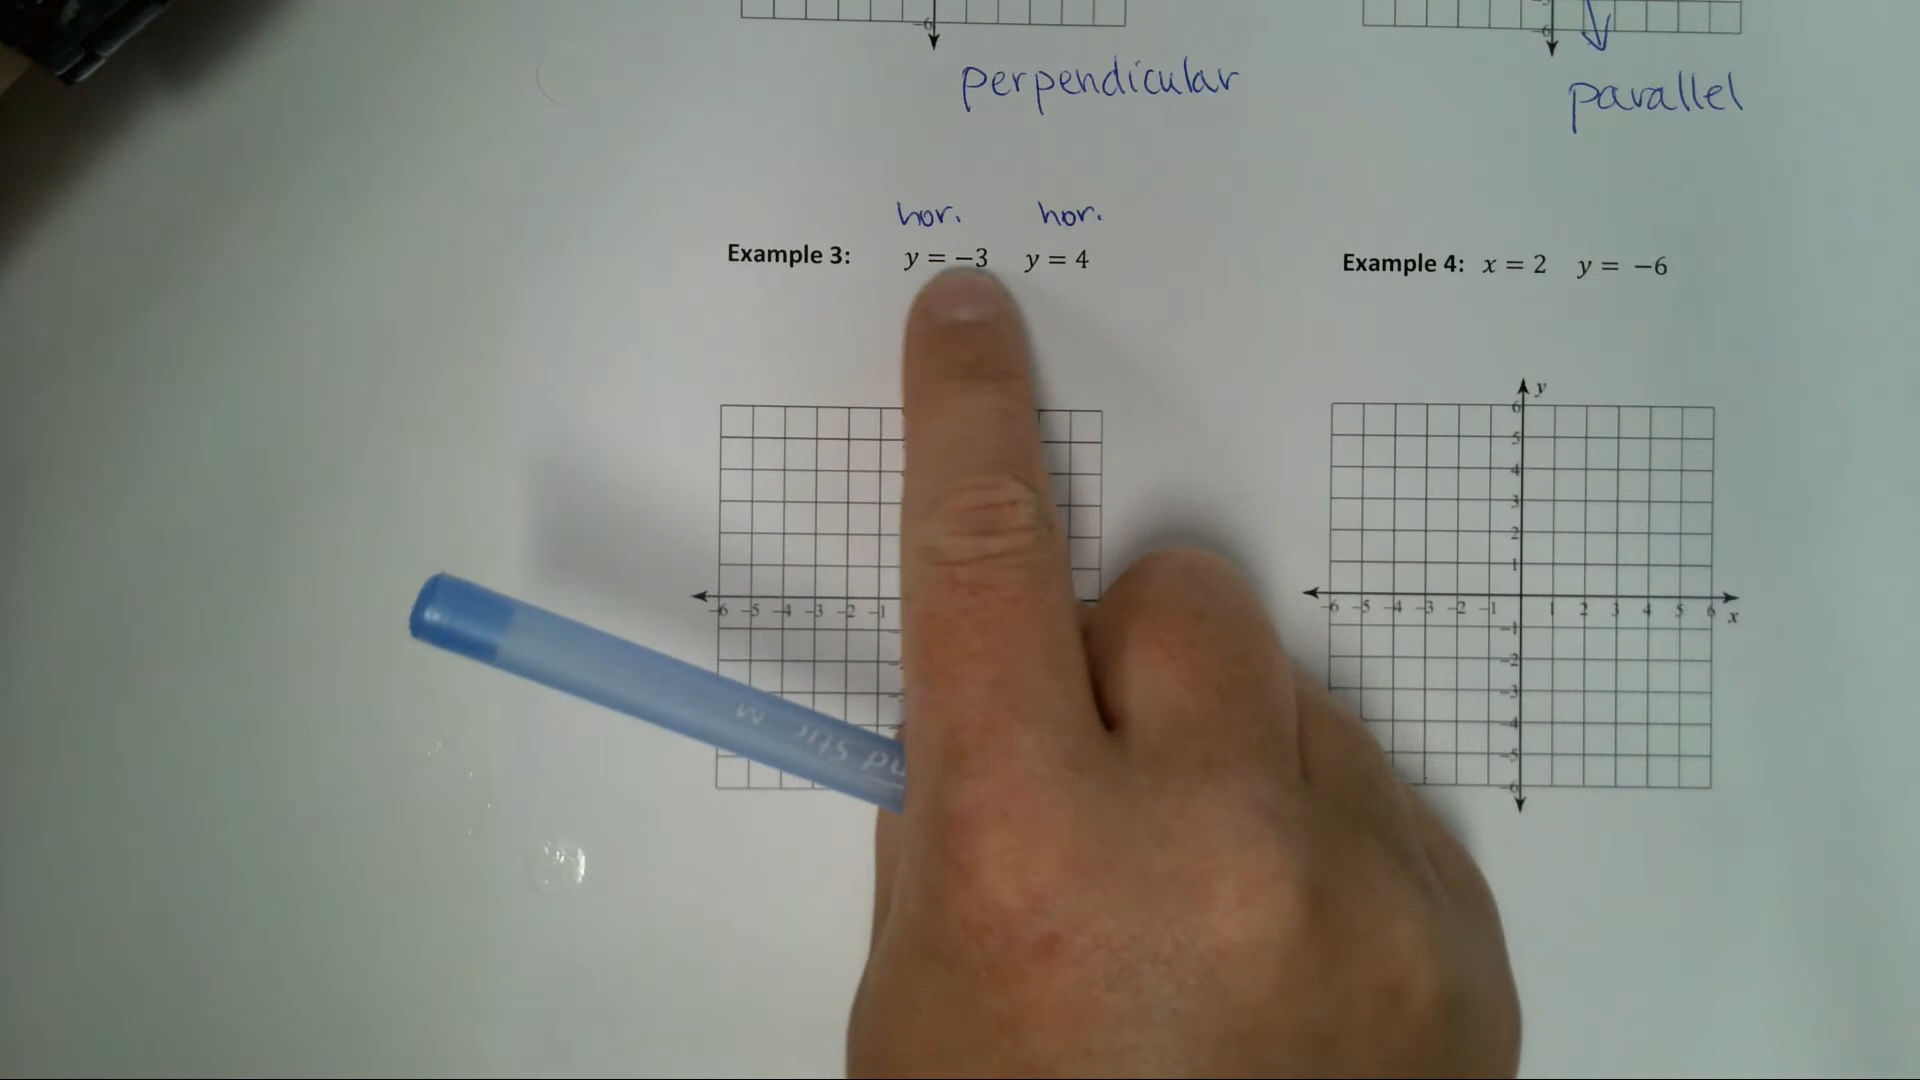 -6
-6
perpendicular
parallel
hor. hor.
Example 3: y = −3 y = 4
Example 4: x = 2 y = −6
y
6
5
4
3
2
1
-6 -5 -4 -3 -2 -1
-6 -5 -4 -3 -2 -1 1 2 3 4 5 6
x
-1
-2
-3
-4
-5
-6